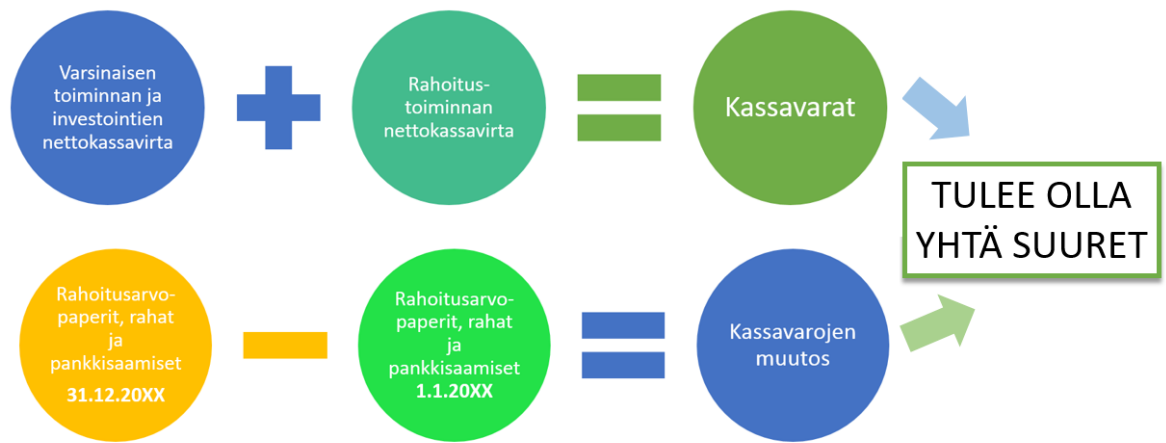 Varsinaisen
toiminnan ja
investointien
nettokassavirta
Rahoitus-
toiminnan
nettokassavirta
Kassavarat
TULEE OLLA
YHTÄ SUURET
Rahoitusarvo-
paperit, rahat
ja
pankkisaamiset
31.12.20XX
Rahoitusarvo-
paperit, rahat
ja
pankkisaamiset
1.1.20XX
Kassavarojen
muutos